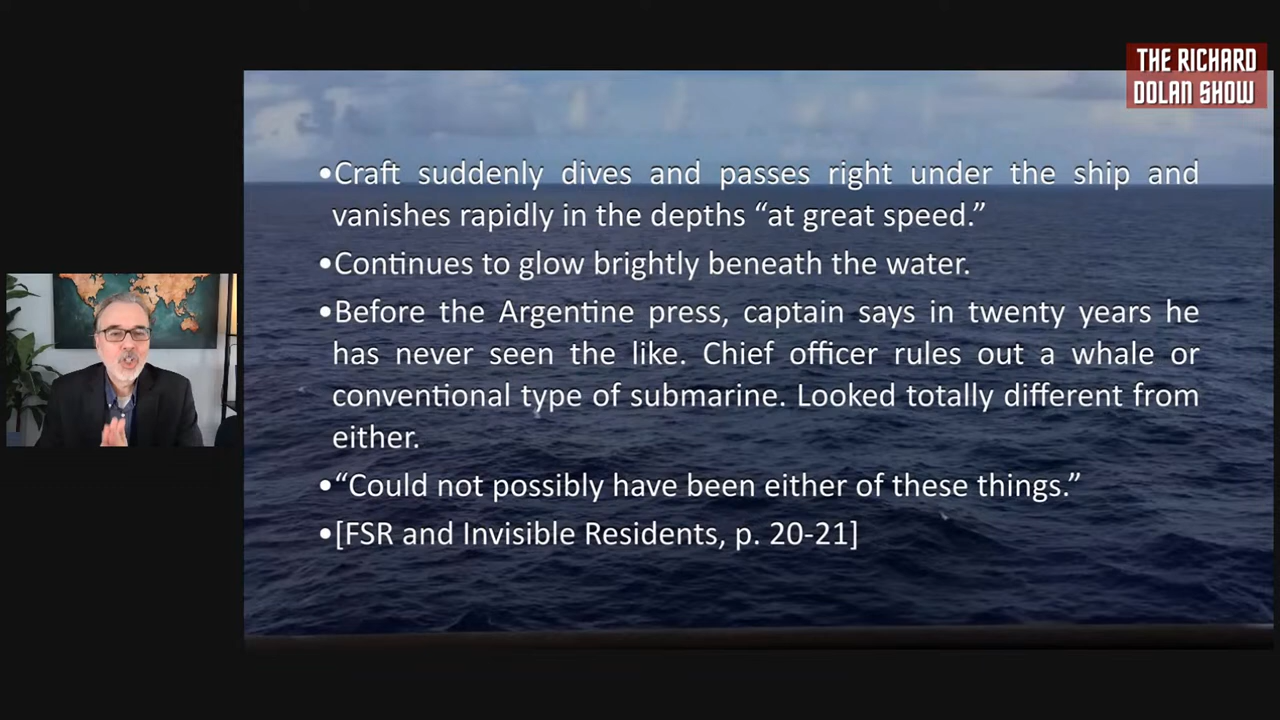 THE RICHARD
DOLAN SHOW
•Craft suddenly dives and passes right under the ship and
vanishes rapidly in the depths “at great speed.”
•Continues to glow brightly beneath the water.
•Before the Argentine press, captain says in twenty years he
has never seen the like. Chief officer rules out a whale or
conventional type of submarine. Looked totally different from
either.
•“Could not possibly have been either of these things.”
•[FSR and Invisible Residents, p. 20-21]